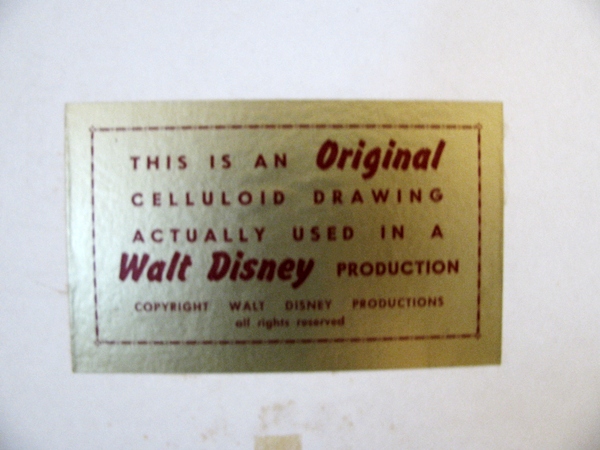 THIS IS AN Original
CELLULOID DRAWING
ACTUALLY USED IN A
Walt Disney PRODUCTION
COPYRIGHT WALT DISNEY PRODUCTIONS
all rights reserved